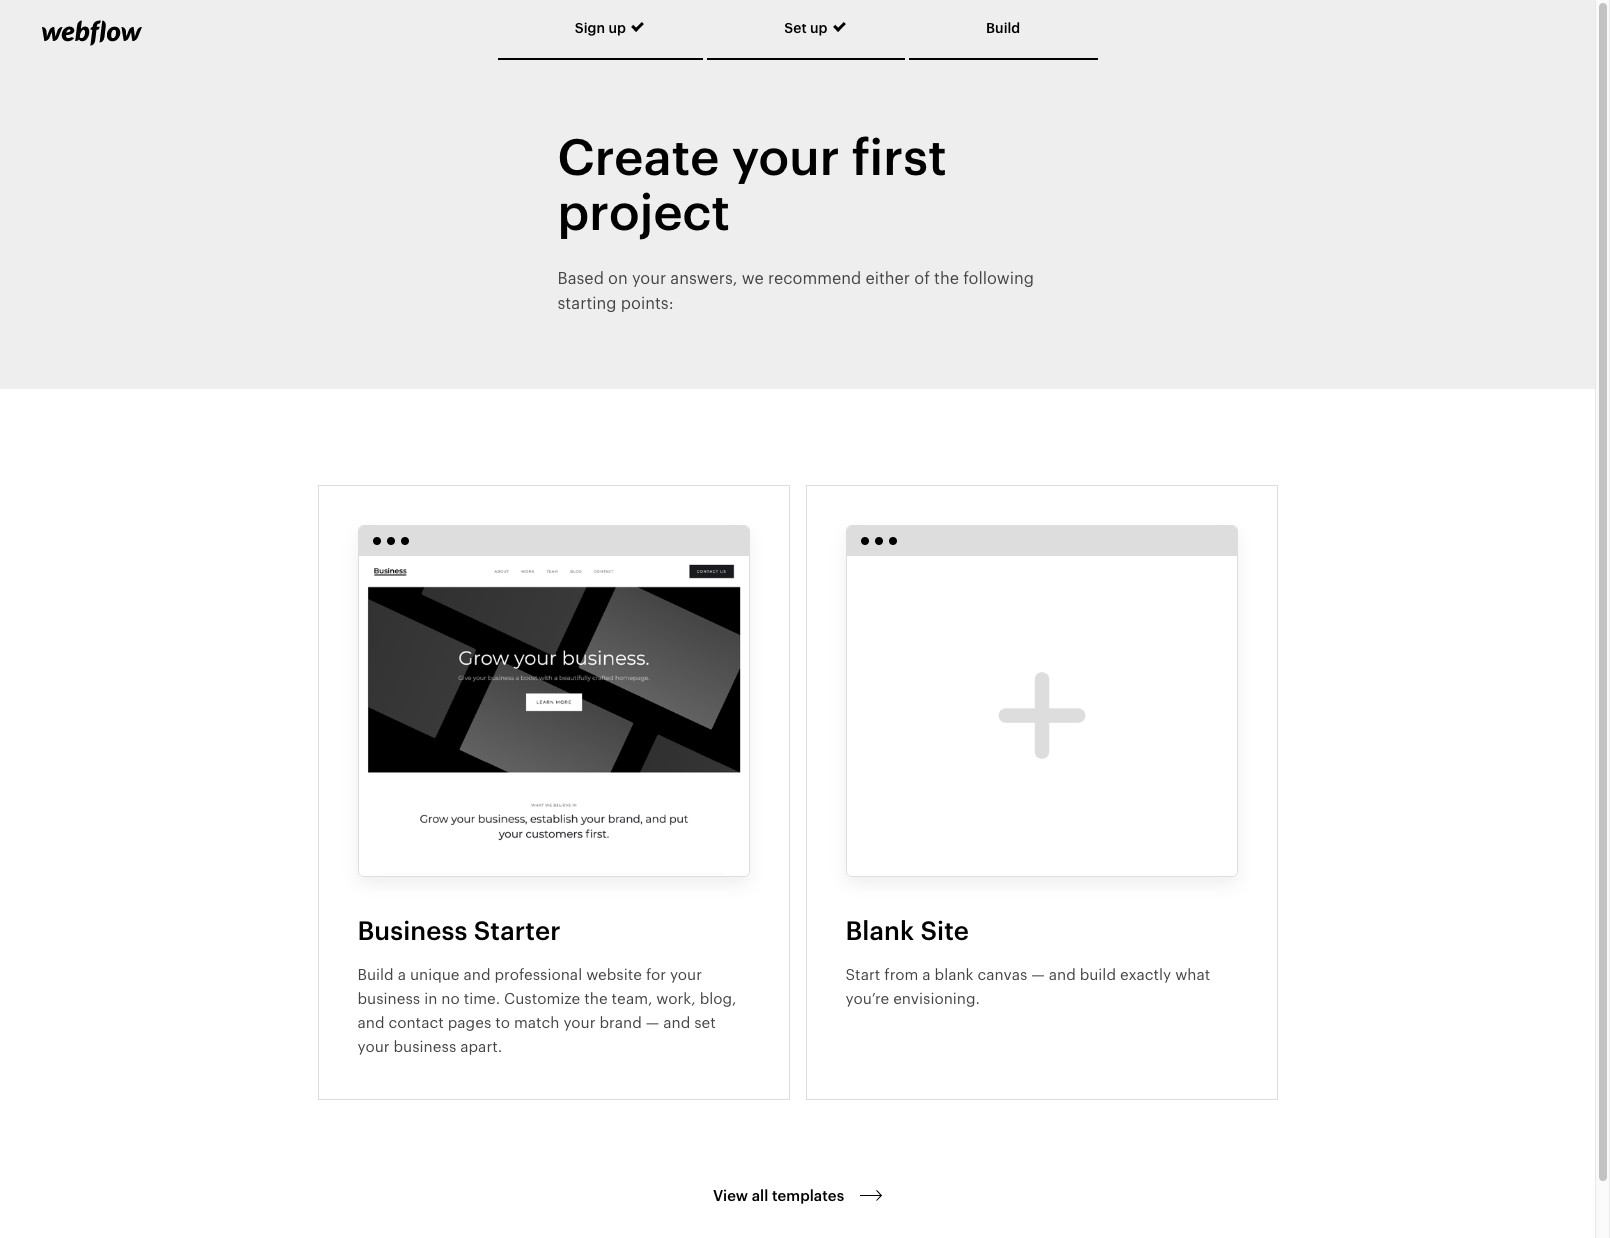 webflow
Sign up
Set up
Build
Create your first
project
Based on your answers, we recommend either of the following
starting points:
Business
ABOUT WORK TEAM BLOG CONTACT
CONTACT US
Grow your business.
Give your business a boost with a beautifully crafted homepage.
LEARN MORE
WHAT WE BELIEVE IN
Grow your business, establish your brand, and put
your customers first.
Business Starter
Build a unique and professional website for your
business in no time. Customize the team, work, blog,
and contact pages to match your brand — and set
your business apart.
Blank Site
Start from a blank canvas — and build exactly what
you’re envisioning.
View all templates